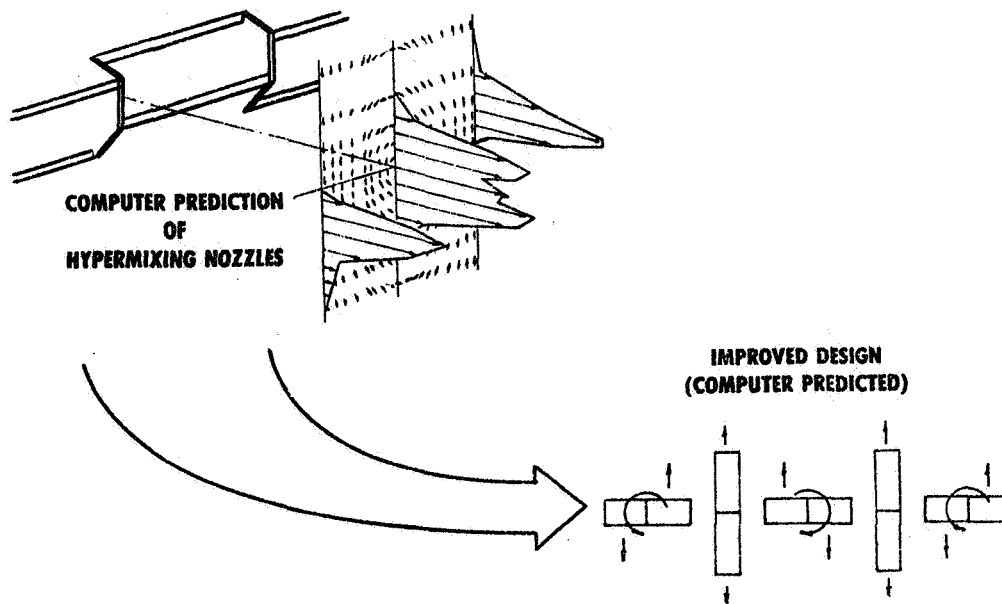 COMPUTER PREDICTION
OF
HYPERMIXING NOZZLES
IMPROVED DESIGN
(COMPUTER PREDICTED)